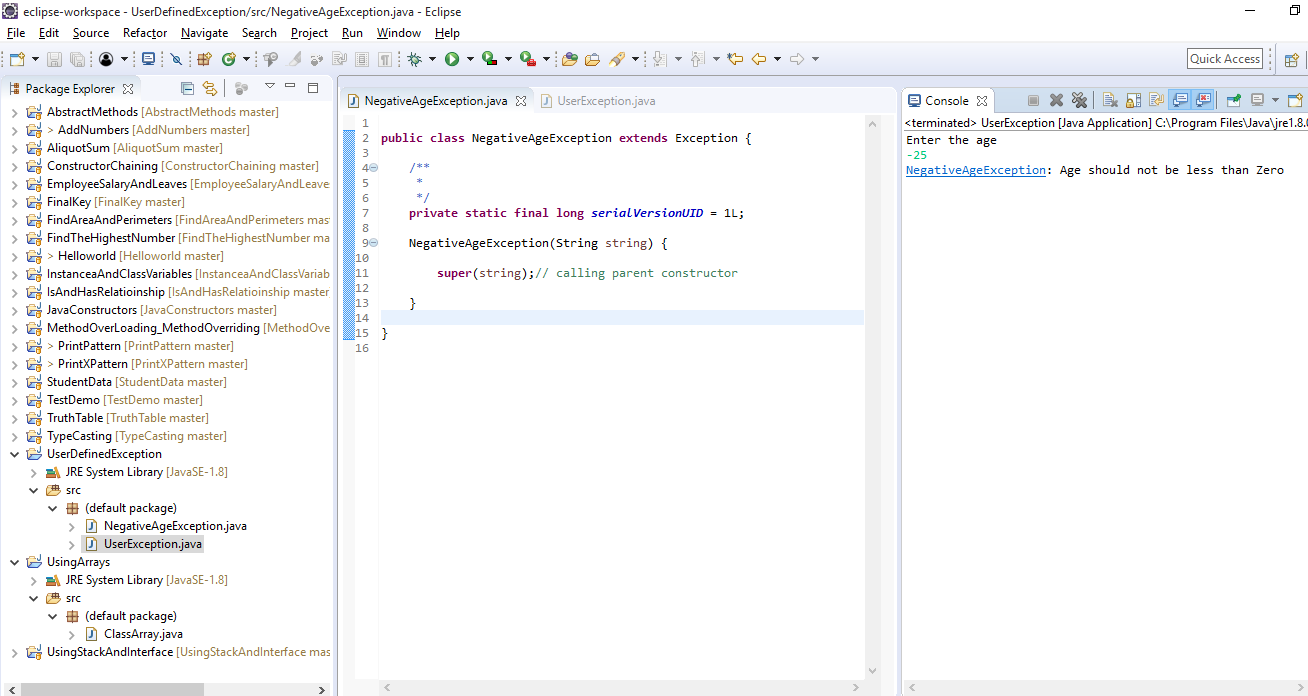 eclipse-workspace - UserDefinedException/src/NegativeAgeException.java - Eclipse
File Edit Source Refactor Navigate Search Project Run Window Help
Quick Access
Package Explorer
AbstractMethods [AbstractMethods master]
> AddNumbers [AddNumbers master]
AliquotSum [AliquotSum master]
ConstructorChaining [ConstructorChaining master]
EmployeeSalaryAndLeaves [EmployeeSalaryAndLeave
FinalKey [FinalKey master]
FindAreaAndPerimeters [FindAreaAndPerimeters mas
FindTheHighestNumber [FindTheHighestNumber ma
> Helloworld [Helloworld master]
InstanceaAndClassVariables [InstanceaAndClassVariab
IsAndHasRelatioinship [IsAndHasRelatioinship master
JavaConstructors [JavaConstructors master]
MethodOverLoading_MethodOverriding [MethodOve
> PrintPattern [PrintPattern master]
> PrintXPattern [PrintXPattern master]
StudentData [StudentData master]
TestDemo [TestDemo master]
TruthTable [TruthTable master]
TypeCasting [TypeCasting master]
UserDefinedException
JRE System Library [JavaSE-1.8]
src
(default package)
NegativeAgeException.java
UserException.java
UsingArrays
JRE System Library [JavaSE-1.8]
src
(default package)
ClassArray.java
UsingStackAndInterface [UsingStackAndInterface mas
NegativeAgeException.java UserException.java
1
2 public class NegativeAgeException extends Exception {
3
4 /**
5 *
6 */
7 private static final long serialVersionUID = 1L;
8
9 NegativeAgeException(String string) {
10
11 super(string);// calling parent constructor
12
13 }
14
15 }
16
Console
<terminated> UserException [Java Application] C:\Program Files\Java\jre1.8.0
Enter the age
-25
NegativeAgeException: Age should not be less than Zero